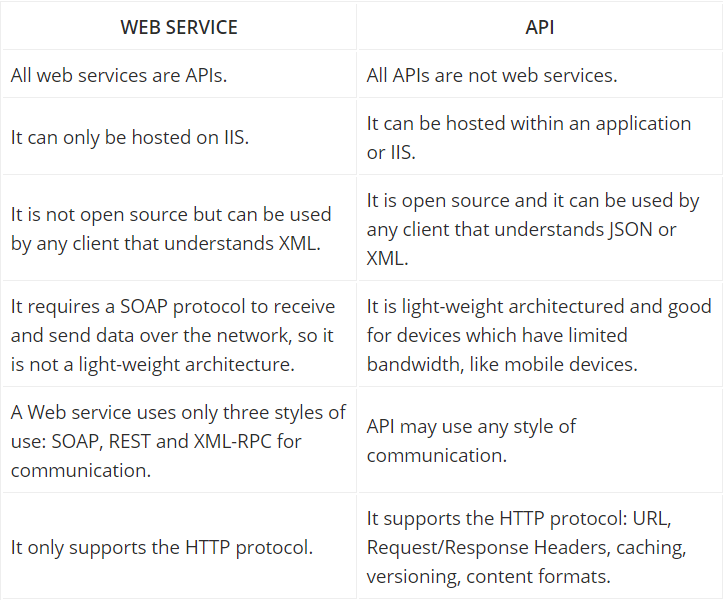 WEB SERVICE
API
All web services are APIs.
All APIs are not web services.
It can only be hosted on IIS.
It can be hosted within an application
or IIS.
It is not open source but can be used
by any client that understands XML.
It is open source and it can be used by
any client that understands JSON or
XML.
It requires a SOAP protocol to receive
and send data over the network, so it
is not a light-weight architecture.
It is light-weight architectured and good
for devices which have limited
bandwidth, like mobile devices.
A Web service uses only three styles of
use: SOAP, REST and XML-RPC for
communication.
API may use any style of
communication.
It only supports the HTTP protocol.
It supports the HTTP protocol: URL,
Request/Response Headers, caching,
versioning, content formats.